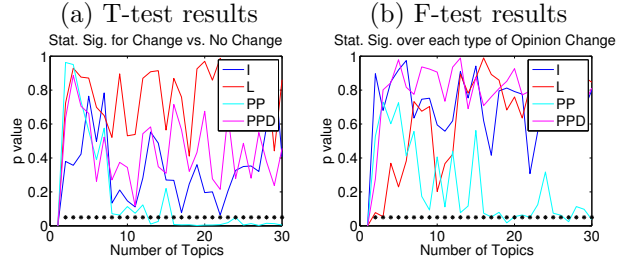 (a) T-test results
Stat. Sig. for Change vs. No Change
1
0.8
0.6
0.4
0.2
0
p value
0 10 20 30
Number of Topics
I
L
PP
PPD
(b) F-test results
Stat. Sig. over each type of Opinion Change
1
0.8
0.6
0.4
0.2
0
p value
0 10 20 30
Number of Topics
I
L
PP
PPD